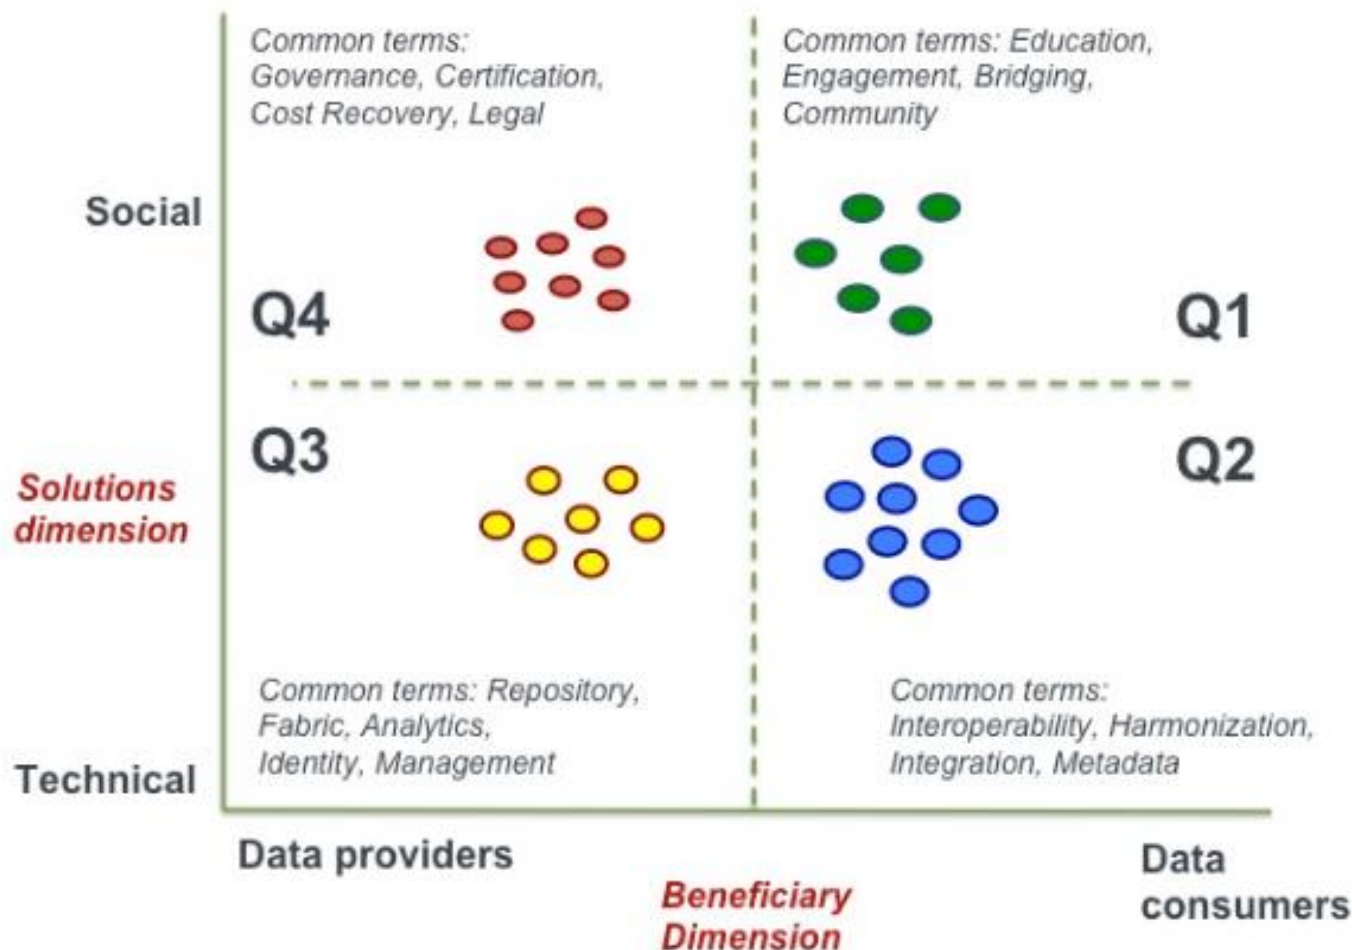 Common terms:
Governance, Certification,
Cost Recovery, Legal
Common terms: Education,
Engagement, Bridging,
Community
Social
Q4
Q1
Q3
Q2
Solutions
dimension
Common terms: Repository,
Fabric, Analytics,
Identity, Management
Common terms:
Interoperability, Harmonization,
Integration, Metadata
Technical
Data providers
Data
consumers
Beneficiary
Dimension